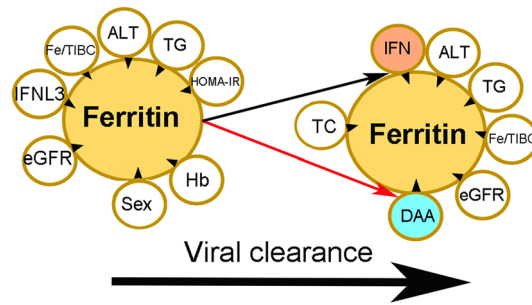 ALT
TG
Fe/TIBC
HOMA-IR
IFNL3
Ferritin
eGFR
Sex
Hb
IFN
ALT
TG
TC
Ferritin
Fe/TIBC
eGFR
DAA
Viral clearance